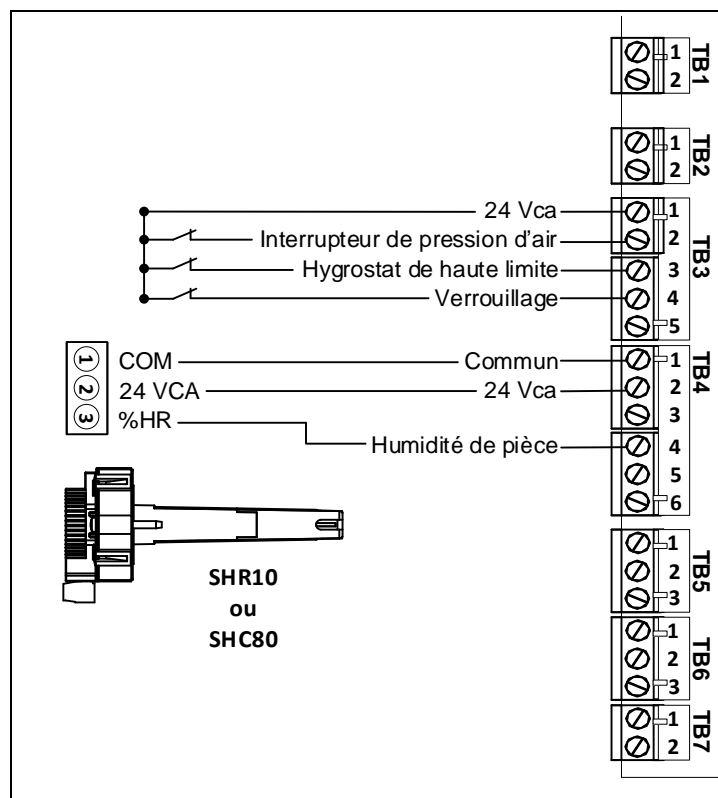 1
2
TB1
1
2
TB2
24 Vca 1
Interrupteur de pression d'air 2
Hygrostat de haute limite 3
Verrouillage 4
5
TB3
1 COM Commun 1
2 24 VCA 24 Vca 2
3 %HR 3
Humidité de pièce 4
5
6
TB4
SHR10
ou
SHC80
1
2
3
TB5
1
2
3
TB6
1
2
TB7